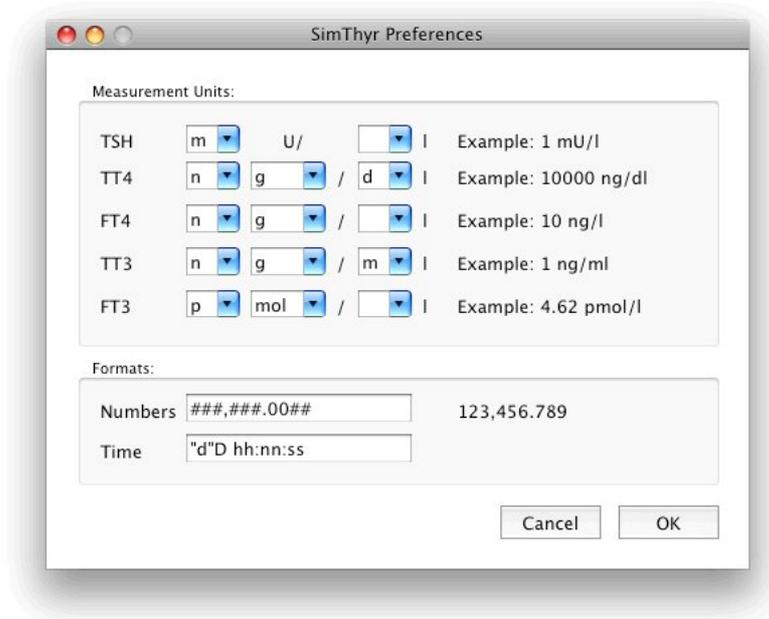 SimThyr Preferences
Measurement Units:
TSH m U/ l Example: 1 mU/l
TT4 n g / d l Example: 10000 ng/dl
FT4 n g / l Example: 10 ng/l
TT3 n g / m l Example: 1 ng/ml
FT3 p mol / l Example: 4.62 pmol/l
Formats:
Numbers ###,###.00## 123,456.789
Time "d"D hh:nn:ss
Cancel OK